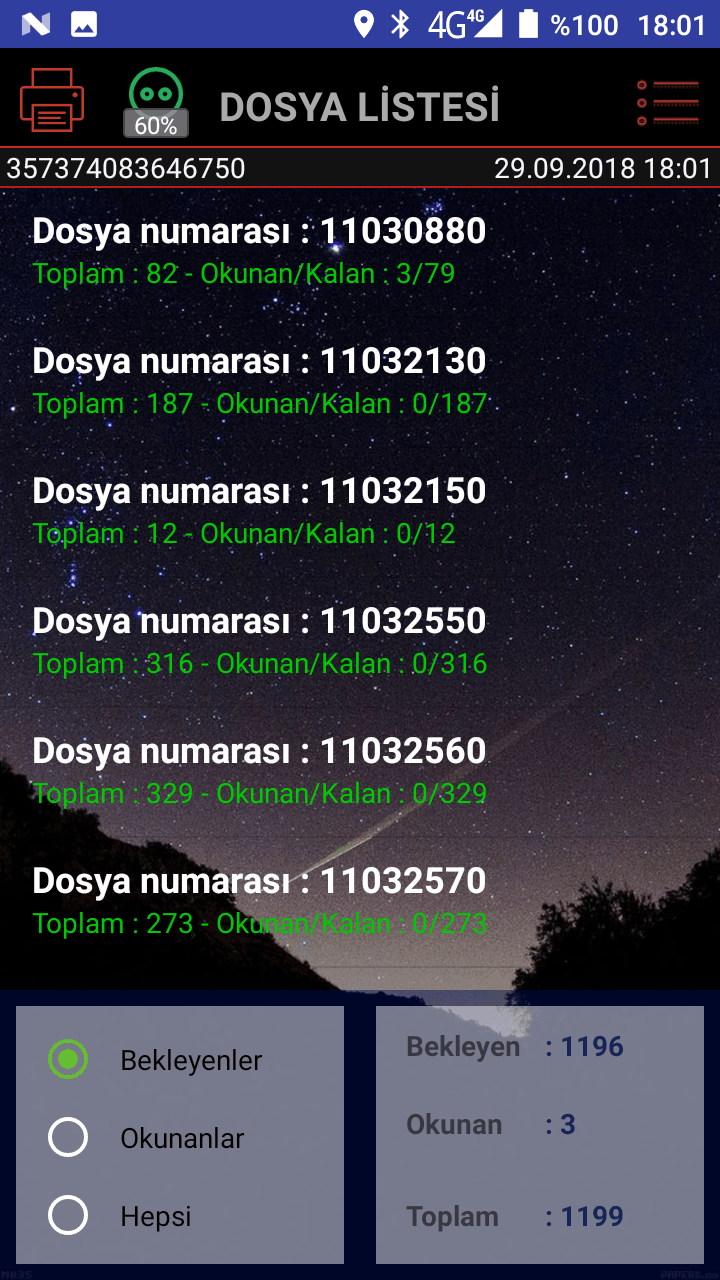 4G 4G %100 18:01
60% DOSYA LİSTESİ
357374083646750 29.09.2018 18:01
Dosya numarası : 11030880
Toplam : 82 - Okunan/Kalan : 3/79
Dosya numarası : 11032130
Toplam : 187 - Okunan/Kalan : 0/187
Dosya numarası : 11032150
Toplam : 12 - Okunan/Kalan : 0/12
Dosya numarası : 11032550
Toplam : 316 - Okunan/Kalan : 0/316
Dosya numarası : 11032560
Toplam : 329 - Okunan/Kalan : 0/329
Dosya numarası : 11032570
Toplam : 273 - Okunan/Kalan : 0/273
Bekleyenler
Okunanlar
Hepsi
Bekleyen : 1196
Okunan : 3
Toplam : 1199